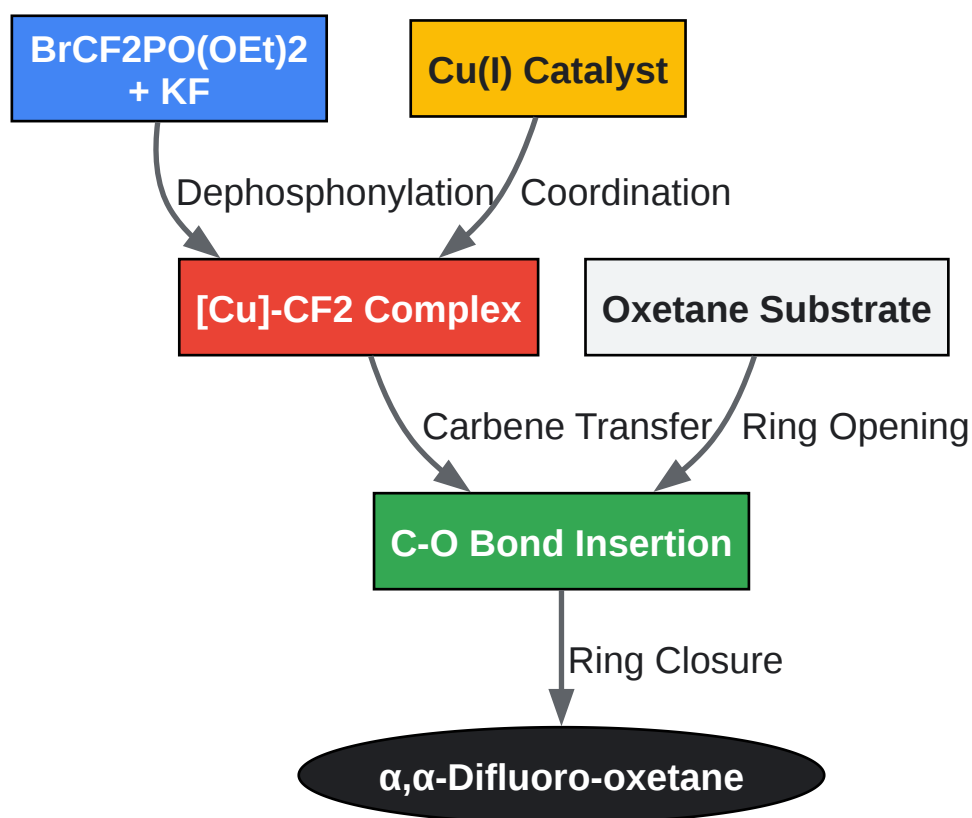 BrCF2PO(OEt)2
+ KF
Cu(I) Catalyst
Dephosphonylation
Coordination
[Cu]-CF2 Complex
Oxetane Substrate
Carbene Transfer
Ring Opening
C-O Bond Insertion
Ring Closure
α,α-Difluoro-oxetane